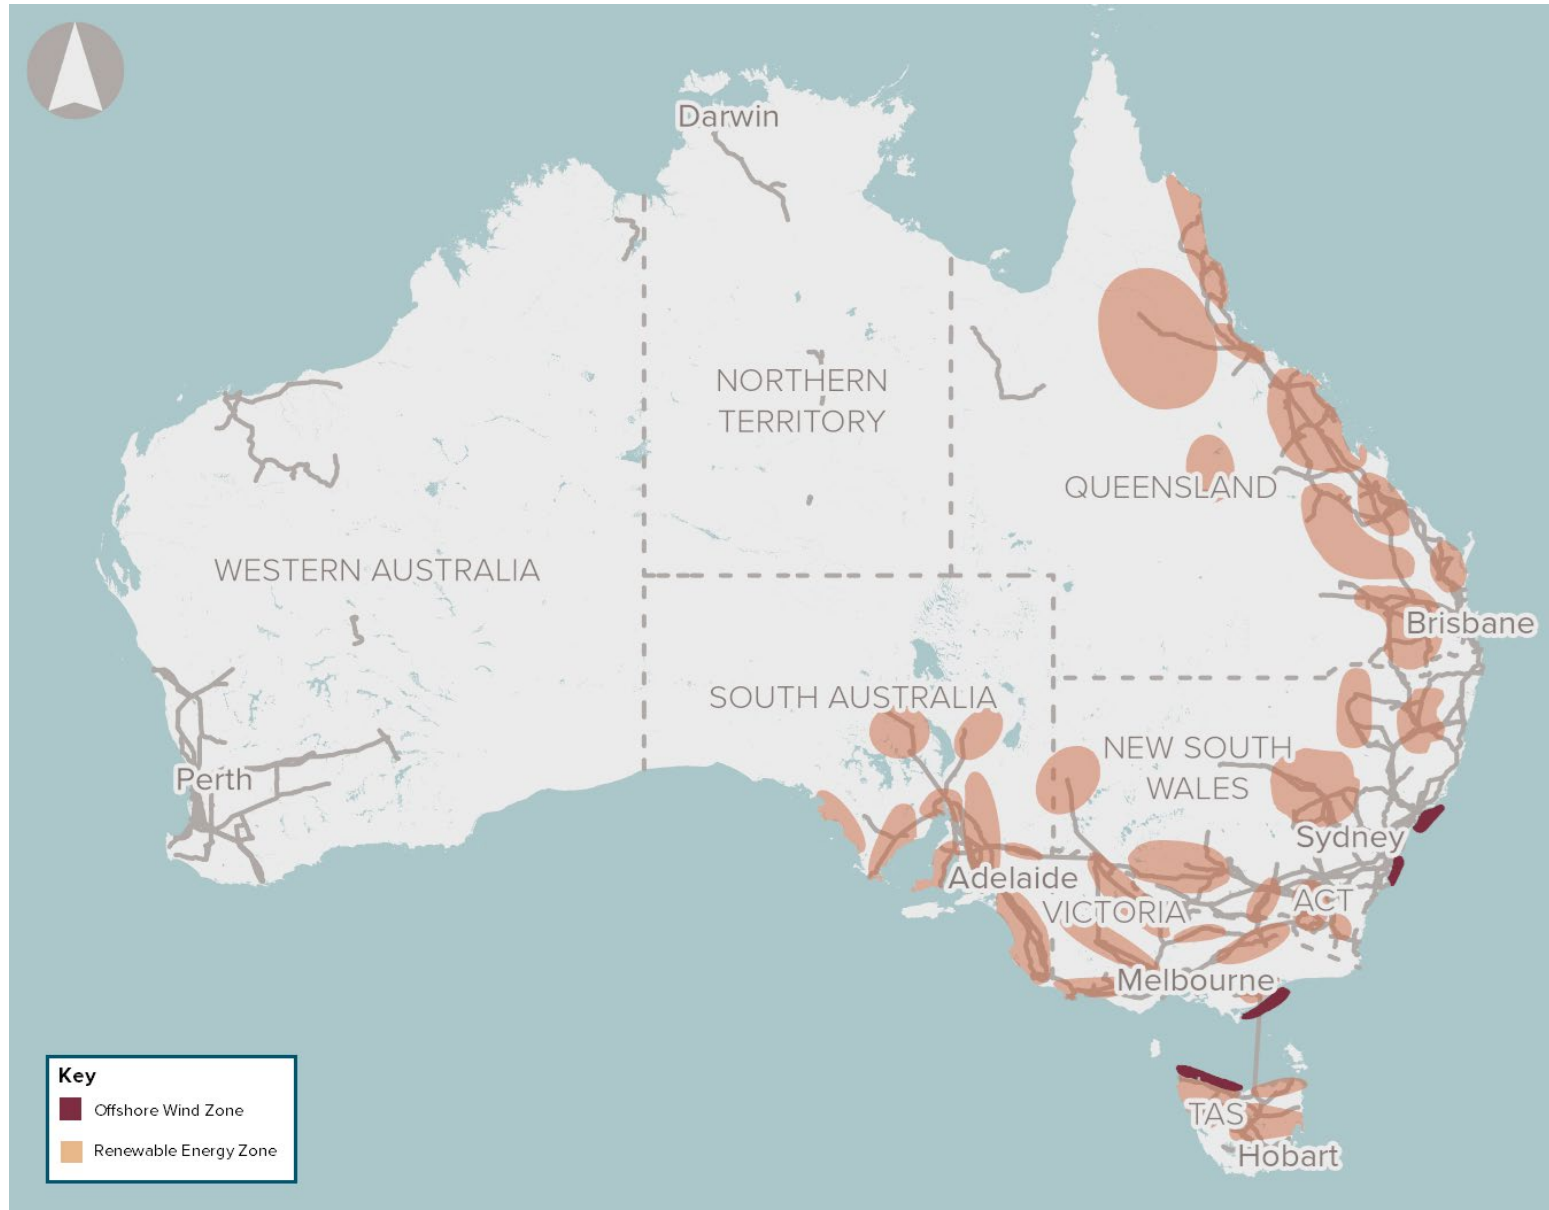 Darwin
NORTHERN
TERRITORY
QUEENSLAND
WESTERN AUSTRALIA
Brisbane
SOUTH AUSTRALIA
NEW SOUTH
WALES
Perth
Sydney
Adelaide
ACT
VICTORIA
Melbourne
TAS
Hobart
Key
Offshore Wind Zone
Renewable Energy Zone